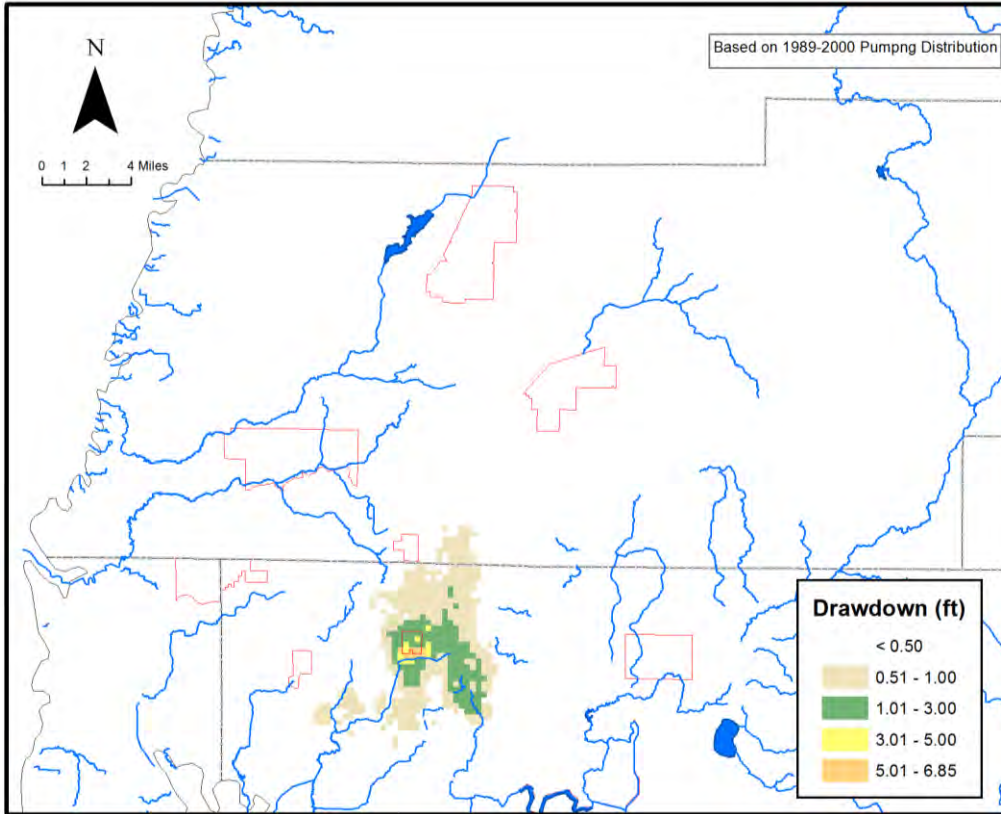 Based on 1989-2000 Pumpng Distribution
N
0 1 2 4 Miles
Drawdown (ft)
< 0.50
0.51 - 1.00
1.01 - 3.00
3.01 - 5.00
5.01 - 6.85